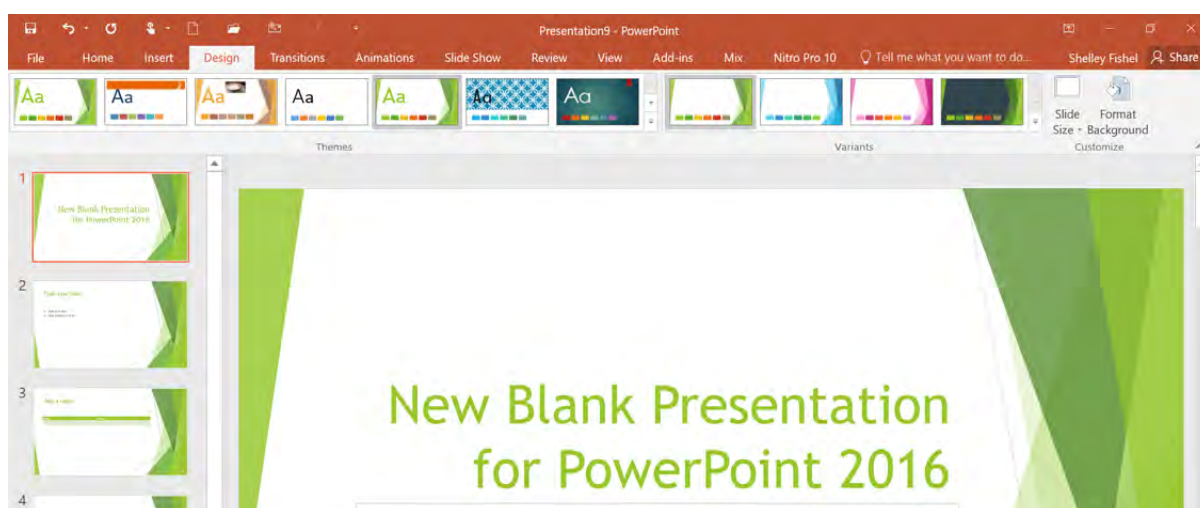 Presentation9 - PowerPoint
File Home Insert Design Transitions Animations Slide Show Review View Add-ins Mix Nitro Pro 10 Tell me what you want to do... Shelley Fishel Share
Aa Aa Aa Aa Aa Aa Aa
Slide Format
Size Background
Themes Variants Customize
1
New Blank Presentation
for PowerPoint 2016
2
3
4
New Blank Presentation
for PowerPoint 2016